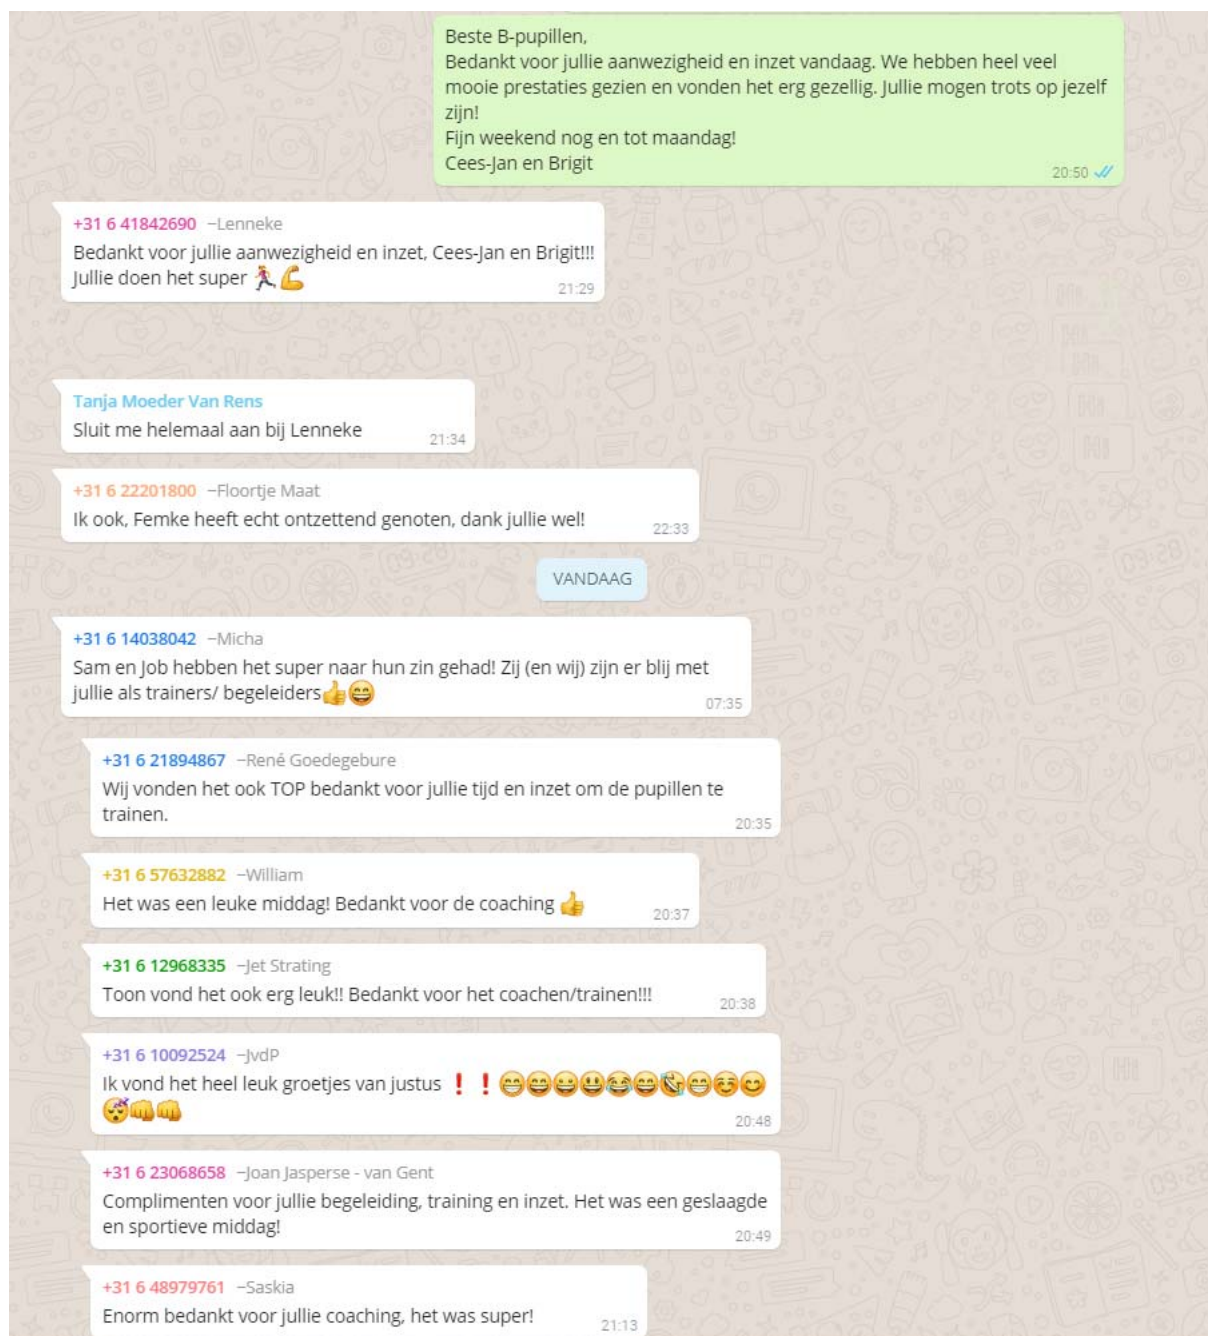 Beste B-pupillen,
Bedankt voor jullie aanwezigheid en inzet vandaag. We hebben heel veel
mooie prestaties gezien en vonden het erg gezellig. Jullie mogen trots op jezelf
zijn!
Fijn weekend nog en tot maandag!
Cees-Jan en Brigit
20:50
+31 6 41842690 ~Lenneke
Bedankt voor jullie aanwezigheid en inzet, Cees-Jan en Brigit!!!
Jullie doen het super 🏃‍♀️💪
21:29
Tanja Moeder Van Rens
Sluit me helemaal aan bij Lenneke
21:34
+31 6 22201800 ~Floortje Maat
Ik ook, Femke heeft echt ontzettend genoten, dank jullie wel!
22:33
VANDAAG
+31 6 14038042 ~Micha
Sam en Job hebben het super naar hun zin gehad! Zij (en wij) zijn er blij met
jullie als trainers/ begeleiders👍😄
07:35
+31 6 21894867 ~René Goedegebure
Wij vonden het ook TOP bedankt voor jullie tijd en inzet om de pupillen te
trainen.
20:35
+31 6 57632882 ~William
Het was een leuke middag! Bedankt voor de coaching 👍
20:37
+31 6 12968335 ~Jet Strating
Toon vond het ook erg leuk!! Bedankt voor het coachen/trainen!!!
20:38
+31 6 10092524 ~JvdP
Ik vond het heel leuk groetjes van justus ❗❗😁😄😀😃😂😄🤣😁☺️😊
😴👊👊
20:48
+31 6 23068658 ~Joan Jasperse - van Gent
Complimenten voor jullie begeleiding, training en inzet. Het was een geslaagde
en sportieve middag!
20:49
+31 6 48979761 ~Saskia
Enorm bedankt voor jullie coaching, het was super!
21:13